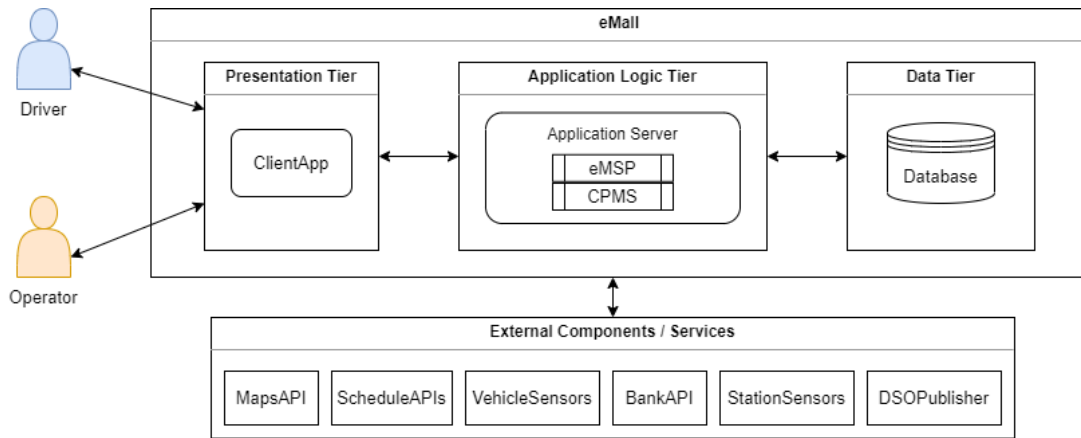 eMall
Presentation Tier
Application Logic Tier
Data Tier
Driver
ClientApp
Application Server
eMSP
CPMS
Database
Operator
External Components / Services
MapsAPI
ScheduleAPIs
VehicleSensors
BankAPI
StationSensors
DSOPublisher